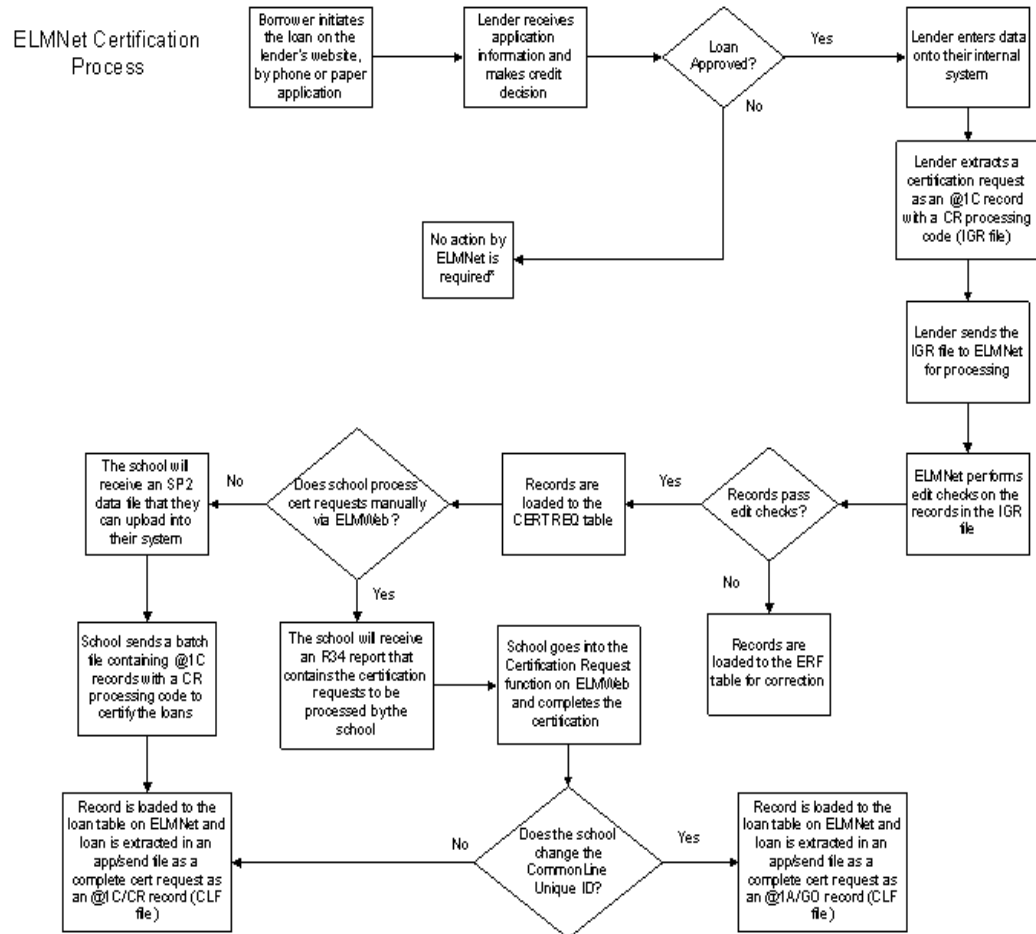 ELMNet Certification
Process
Borrower initiates
the loan on the
lender's website,
by phone or paper
application
Lender receives
application
information and
makes credit
decision
Loan
Approved?
Yes
No
Lender enters data
onto their internal
system
Lender extracts a
certification request
as an @1C record
with a CR processing
code (IGR file)
No action by
ELMNet is
required*
Lender sends the
IGR file to ELMNet
for processing
ELMNet performs
edit checks on the
records in the IGR
file
Records pass
edit checks?
Yes
No
Records are
loaded to the
CERTREQ table
Does school process
cert requests manually
via ELMWeb?
No
Yes
The school will
receive an SP2
data file that they
can upload into
their system
School sends a batch
file containing @1C
records with a CR
processing code to
certify the loans
The school will receive
an R34 report that
contains the certification
requests to be
processed by the
school
School goes into the
Certification Request
function on ELMWeb
and completes the
certification
Records are
loaded to the ERF
table for correction
Record is loaded to the
loan table on ELMNet and
loan is extracted in an
app/send file as a
complete cert request as
an @1C/CR record (CLF
file)
No
Does the school
change the
CommonLine
Unique ID?
Yes
Record is loaded to the
loan table on ELMNet and
loan is extracted in an
app/send file as a
complete cert request as
an @1A/GO record (CLF
file)